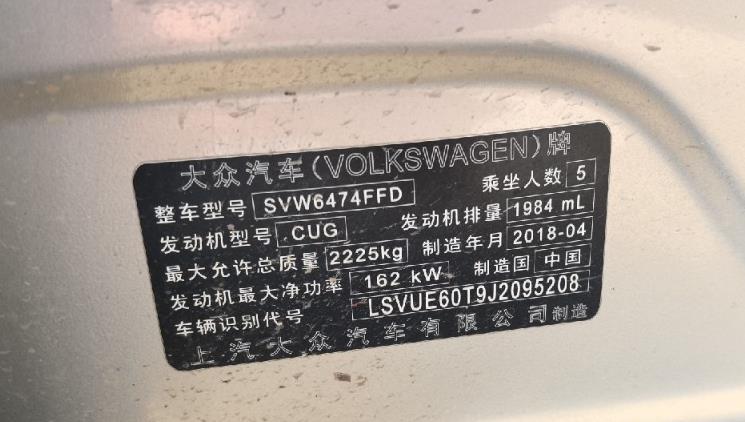 大众汽车(VOLKSWAGEN)牌
整车型号 SVW6474FFD 乘坐人数 5
发动机型号 CUG 发动机排量 1984 mL
最大允许总质量 2225kg 制造年月 2018-04
发动机最大净功率 162 kW 制造国 中国
车辆识别代号 LSVUE60T9J2095208
上汽大众汽车有限公司制造